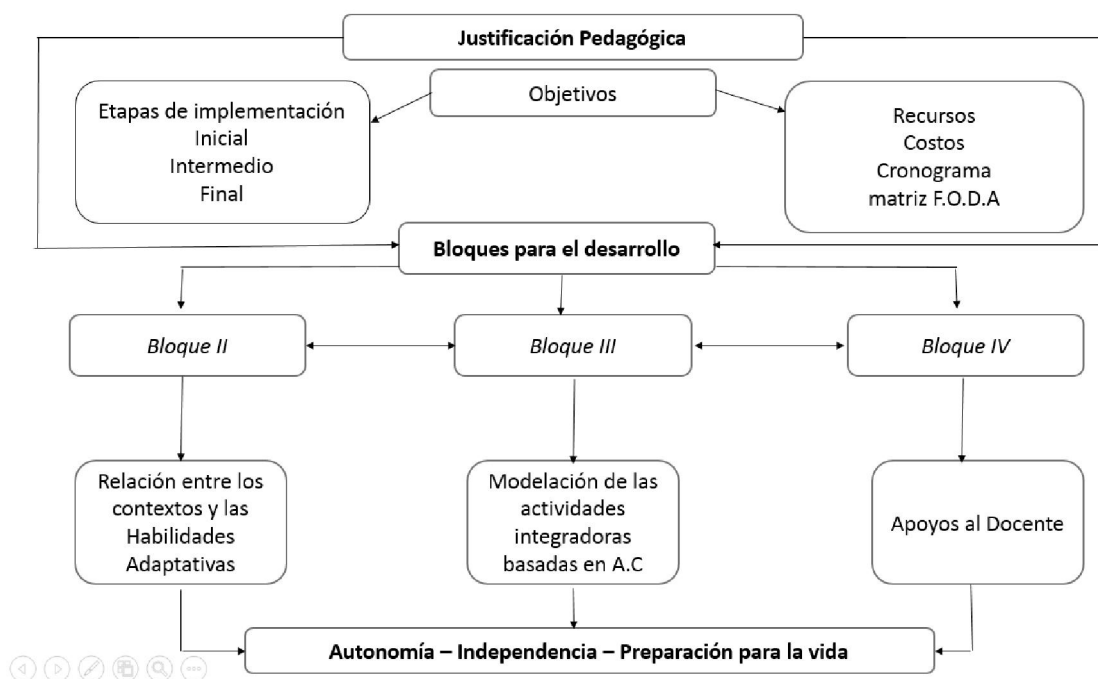 Justificación Pedagógica
Objetivos
Etapas de implementación
Inicial
Intermedio
Final
Recursos
Costos
Cronograma
matriz F.O.D.A
Bloques para el desarrollo
Bloque II
Bloque III
Bloque IV
Relación entre los
contextos y las
Habilidades
Adaptativas
Modelación de las
actividades
integradoras
basadas en A.C
Apoyos al Docente
Autonomía – Independencia – Preparación para la vida